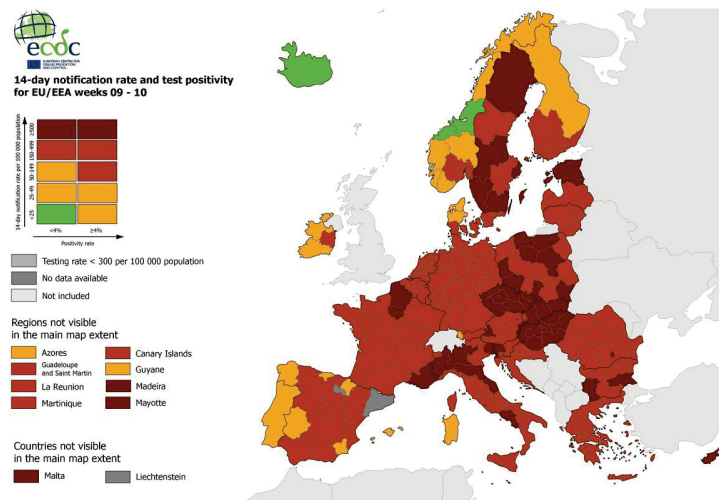 ecdc
EUROPEAN CENTRE FOR
DISEASE PREVENTION
AND CONTROL
14-day notification rate and test positivity
for EU/EEA weeks 09 - 10
14-day notification rate per 100 000 population
≥500
150-499
50-149
25-49
<25
<4%
≥4%
Positivity rate
Testing rate < 300 per 100 000 population
No data available
Not included
Regions not visible
in the main map extent
Azores
Canary Islands
Guadeloupe
and Saint Martin
Guyane
La Reunion
Madeira
Martinique
Mayotte
Countries not visible
in the main map extent
Malta
Liechtenstein